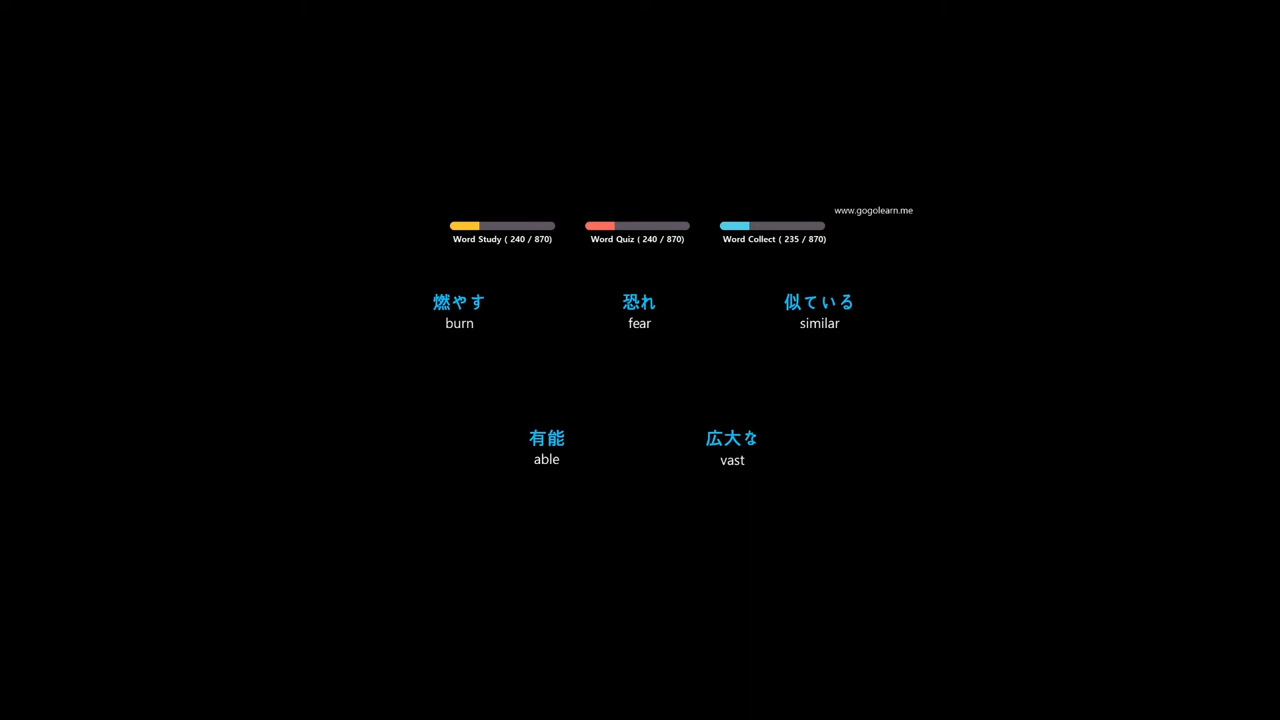 www.gogolearn.me
Word Study ( 240 / 870)
Word Quiz ( 240 / 870)
Word Collect ( 235 / 870)
燃やす
burn
恐れ
fear
似ている
similar
有能
able
広大な
vast